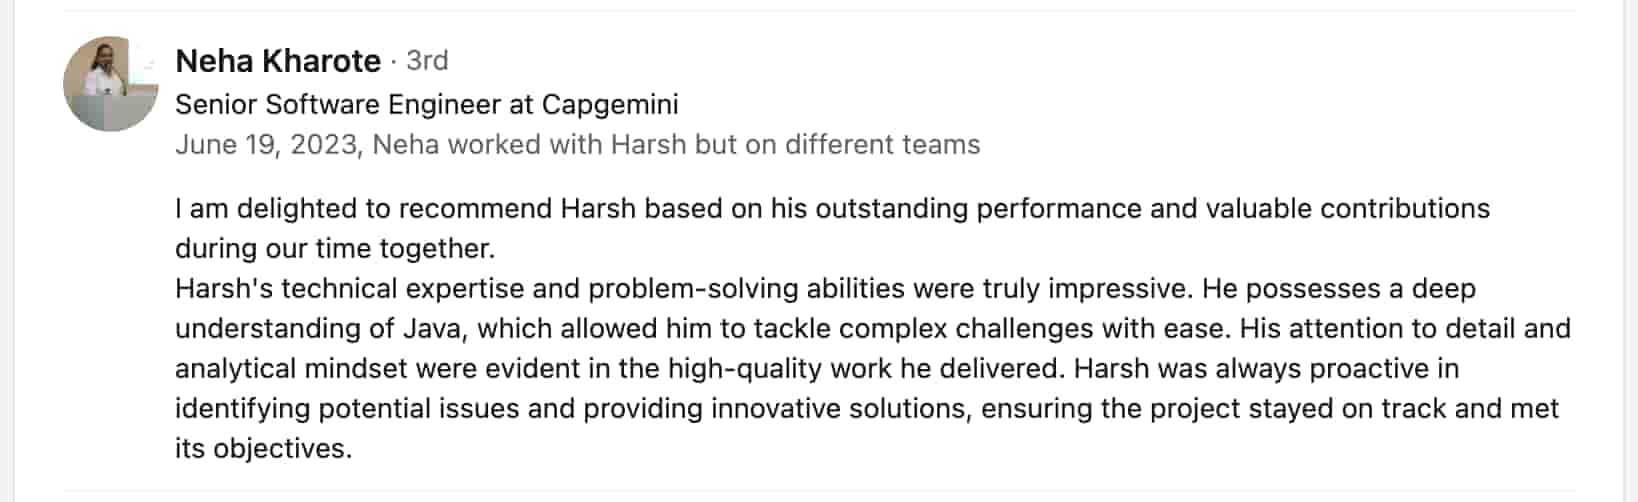 Neha Kharote · 3rd
Senior Software Engineer at Capgemini
June 19, 2023, Neha worked with Harsh but on different teams
I am delighted to recommend Harsh based on his outstanding performance and valuable contributions
during our time together.
Harsh's technical expertise and problem-solving abilities were truly impressive. He possesses a deep
understanding of Java, which allowed him to tackle complex challenges with ease. His attention to detail and
analytical mindset were evident in the high-quality work he delivered. Harsh was always proactive in
identifying potential issues and providing innovative solutions, ensuring the project stayed on track and met
its objectives.